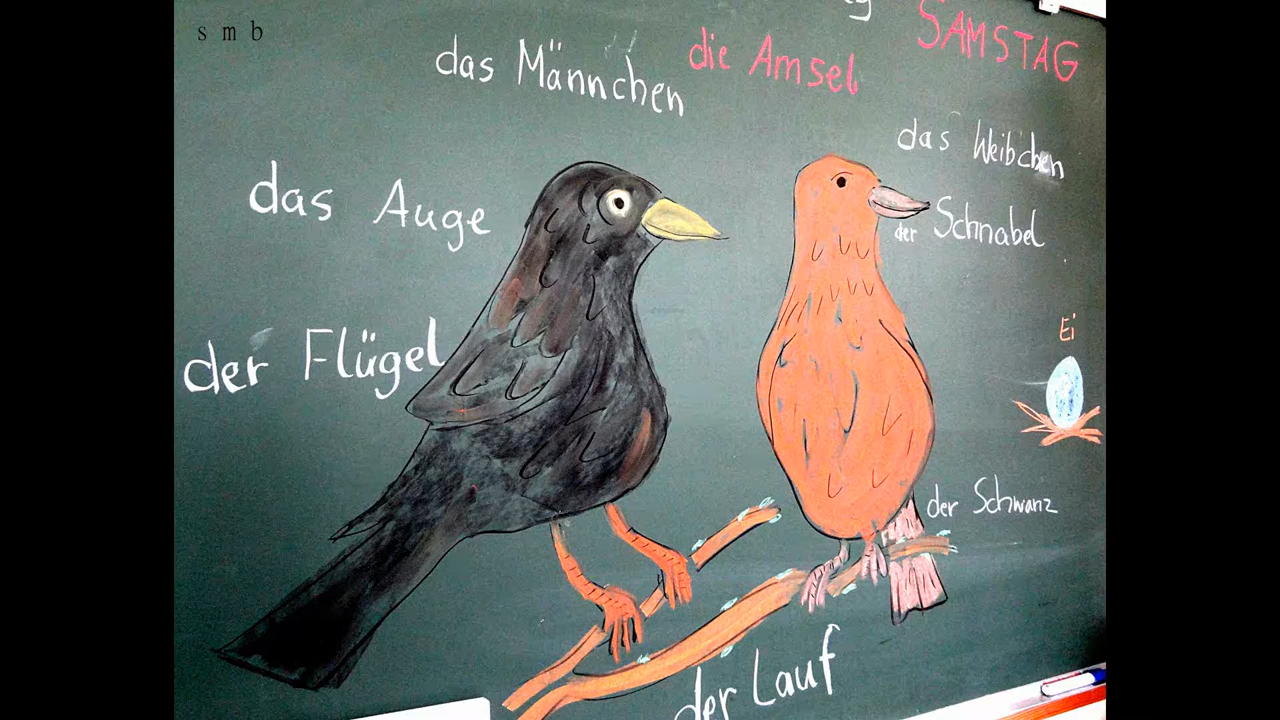 s m b
SAMSTAG
das Männchen
die Amsel
das Weibchen
das Auge
der Schnabel
der Flügel
Ei
der Schwanz
der Lauf